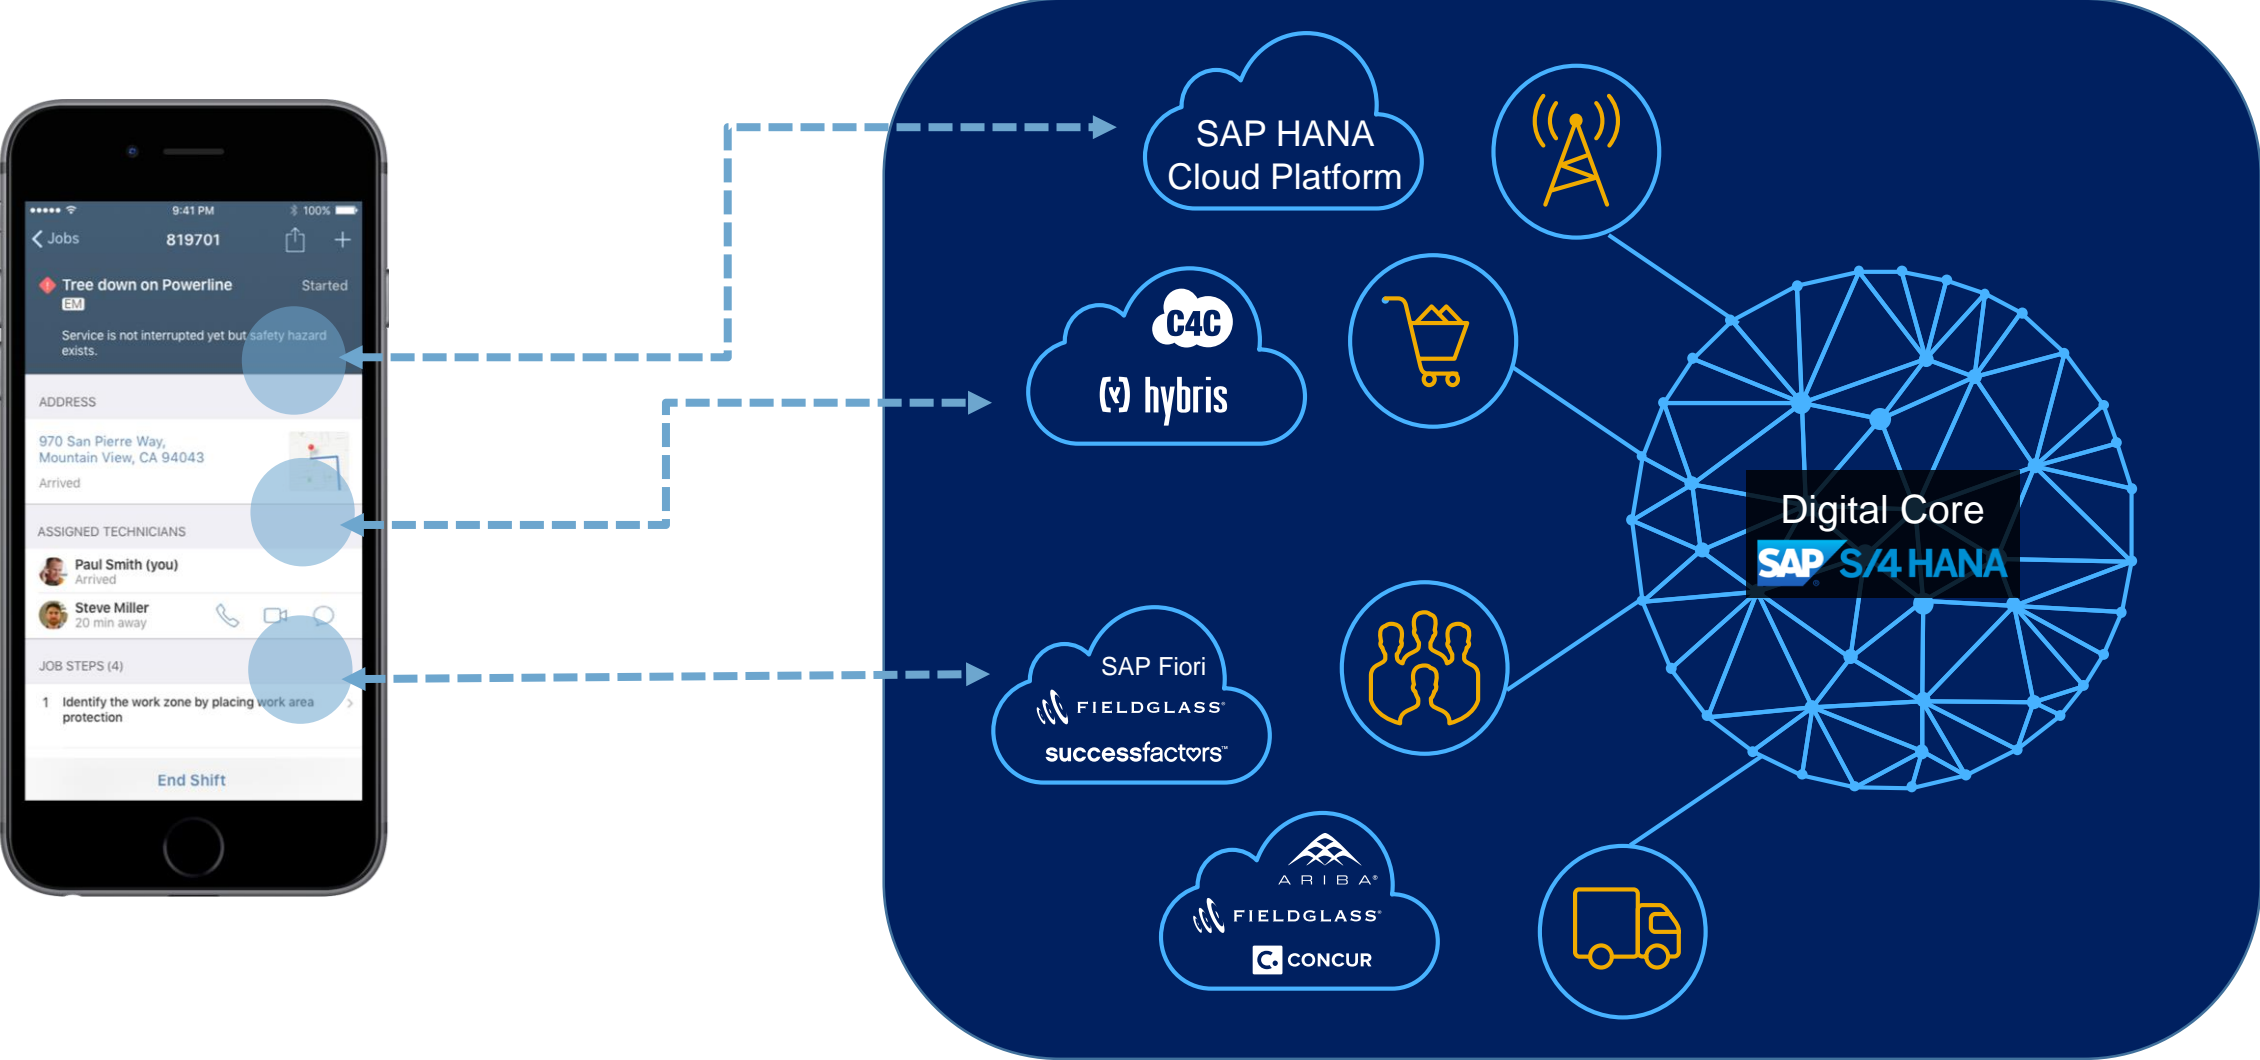 9:41 PM
100%
Jobs
819701
Tree down on Powerline
Started
EM
Service is not interrupted yet but safety hazard
exists.
ADDRESS
970 San Pierre Way,
Mountain View, CA 94043
Arrived
ASSIGNED TECHNICIANS
Paul Smith (you)
Arrived
Steve Miller
20 min away
JOB STEPS (4)
1 Identify the work zone by placing work area
protection
End Shift
SAP HANA
Cloud Platform
C4C
(y) hybris
SAP Fiori
FIELDGLASS®
successfactors™
ARIBA®
FIELDGLASS®
C. CONCUR
Digital Core
SAP® S/4 HANA